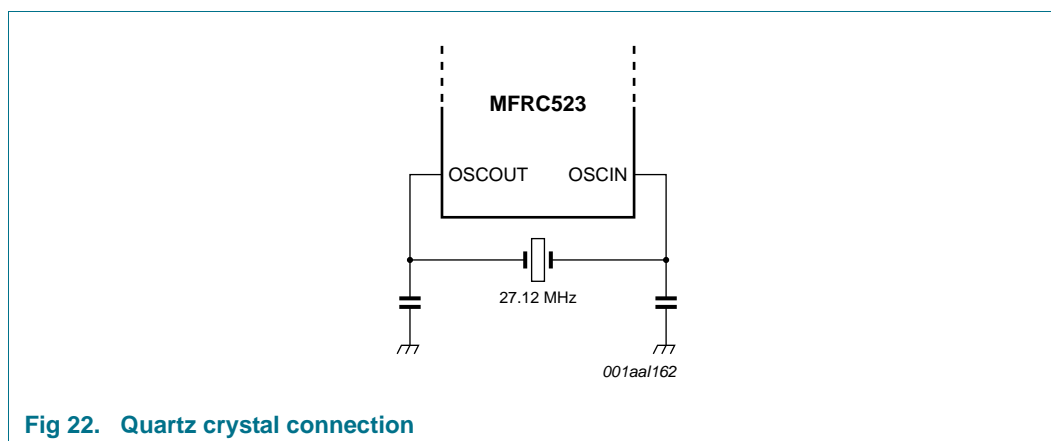 MFRC523
OSCOUT OSCIN
27.12 MHz
001aal162
Fig 22. Quartz crystal connection